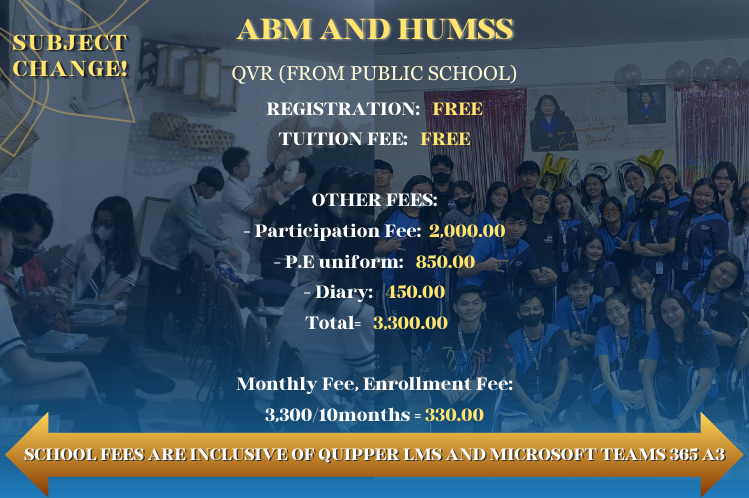 SUBJECT
CHANGE!
ABM AND HUMSS
QVR (FROM PUBLIC SCHOOL)
REGISTRATION: FREE
TUITION FEE: FREE
OTHER FEES:
- Participation Fee: 2,000.00
- P.E uniform: 850.00
- Diary: 450.00
Total= 3,300.00
Monthly Fee, Enrollment Fee:
3,300/10months = 330.00
SCHOOL FEES ARE INCLUSIVE OF QUIPPER LMS AND MICROSOFT TEAMS 365 A3